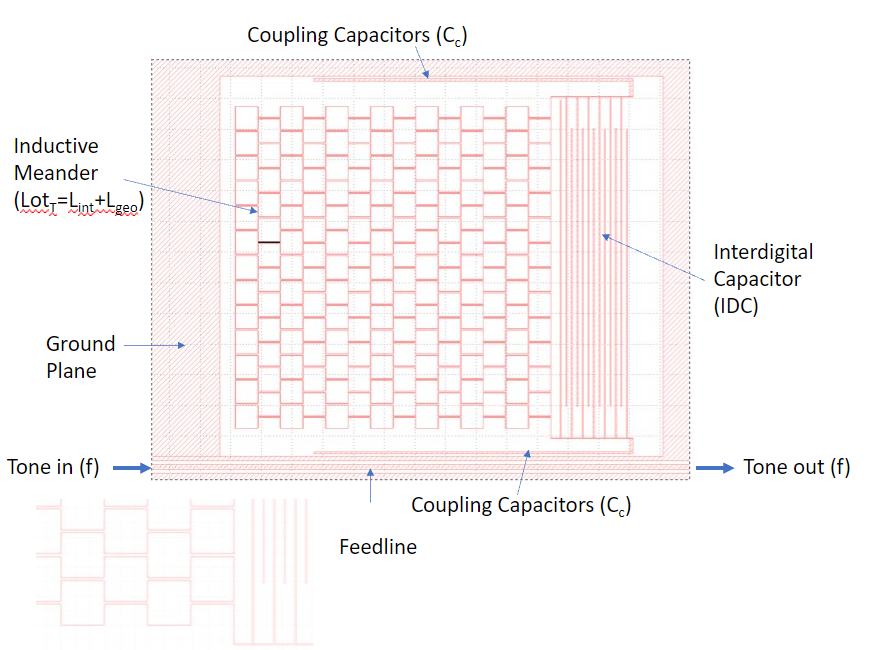 Coupling Capacitors (Cc)
Inductive
Meander
(LotT=Lint+Lgeo)
Interdigital
Capacitor
(IDC)
Ground
Plane
Tone in (f)
Tone out (f)
Coupling Capacitors (Cc)
Feedline